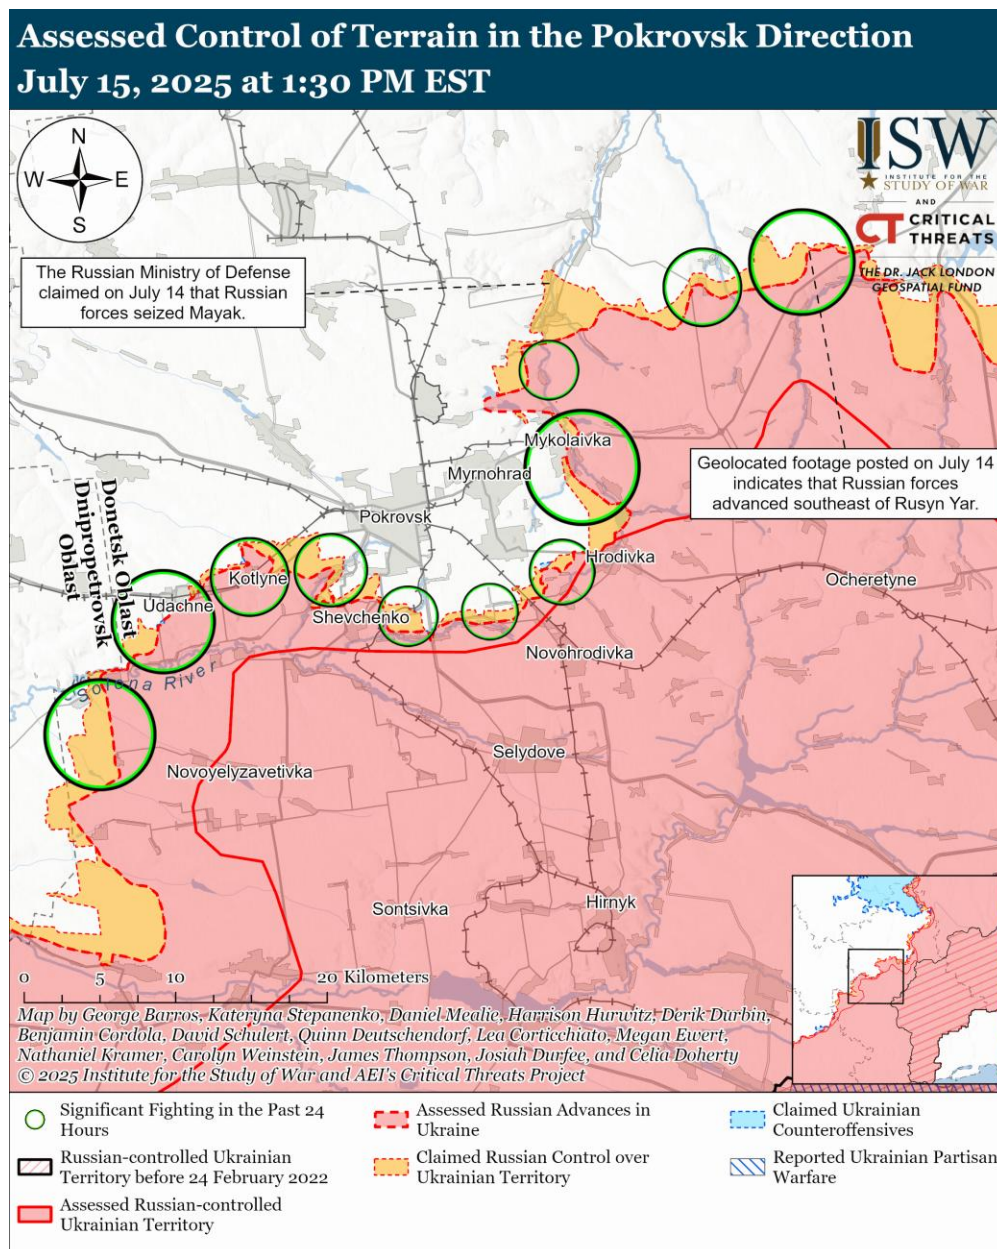 Assessed Control of Terrain in the Pokrovsk Direction
July 15, 2025 at 1:30 PM EST
N
W
E
S
ISW
INSTITUTE FOR THE
STUDY OF WAR
AND
CT CRITICAL
THREATS
THE DR. JACK LONDON
GEOSPATIAL FUND
The Russian Ministry of Defense
claimed on July 14 that Russian
forces seized Mayak.
Geolocated footage posted on July 14
indicates that Russian forces
advanced southeast of Rusyn Yar.
Mykolaivka
Myrnohrad
Pokrovsk
Hrodivka
Donetsk Oblast
Dnipropetrovsk
Oblast
Kotlyne
Udachne
Ocheretyne
Shevchenko
Novohrodivka
Solona River
Selydove
Novoyelyzavetivka
Sontsivka
Hirnyk
0 5 10 20 Kilometers
Map by George Barros, Kateryna Stepanenko, Daniel Mealie, Harrison Hurwitz, Derik Durbin,
Benjamin Cordola, David Schulert, Quinn Deutschendorf, Lea Corticchiato, Megan Ewert,
Nathaniel Kramer, Carolyn Weinstein, James Thompson, Josiah Durfee, and Celia Doherty
© 2025 Institute for the Study of War and AEI's Critical Threats Project
Significant Fighting in the Past 24
Hours
Russian-controlled Ukrainian
Territory before 24 February 2022
Assessed Russian-controlled
Ukrainian Territory
Assessed Russian Advances in
Ukraine
Claimed Russian Control over
Ukrainian Territory
Claimed Ukrainian
Counteroffensives
Reported Ukrainian Partisan
Warfare